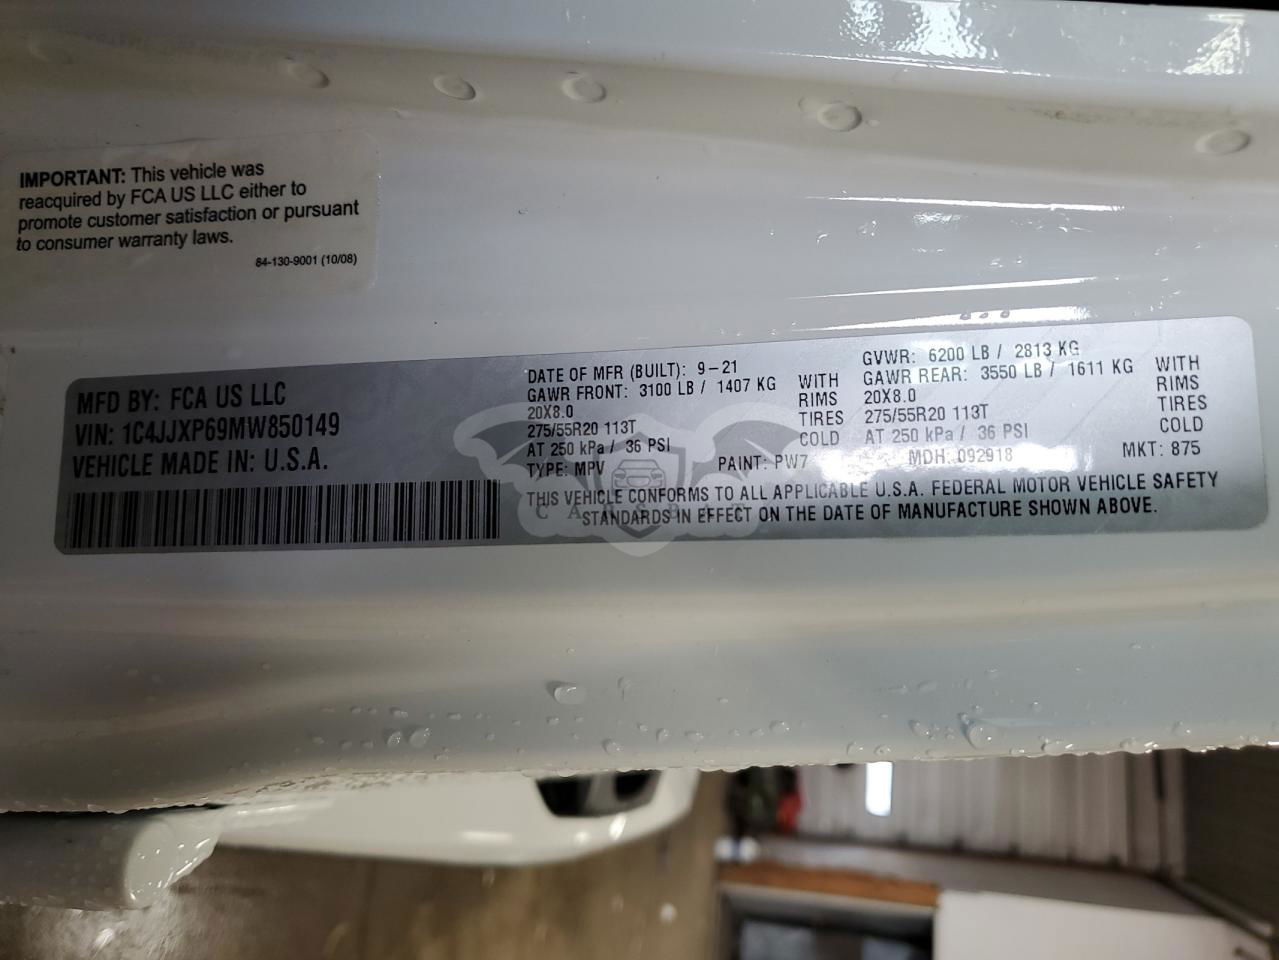 IMPORTANT: This vehicle was
reacquired by FCA US LLC either to
promote customer satisfaction or pursuant
to consumer warranty laws.
84-130-9001 (10/08)
MFD BY: FCA US LLC
VIN: 1C4JJXP69MW850149
VEHICLE MADE IN: U.S.A.
DATE OF MFR (BUILT): 9-21
GAWR FRONT: 3100 LB / 1407 KG
20X8.0
275/55R20 113T
AT 250 kPa / 36 PSI
WITH
RIMS
TIRES
COLD
GVWR: 6200 LB / 2813 KG
GAWR REAR: 3550 LB / 1611 KG
20X8.0
275/55R20 113T
AT 250 kPa / 36 PSI
WITH
RIMS
TIRES
COLD
TYPE: MPV PAINT: PW7 MDH: 092918 MKT: 875
THIS VEHICLE CONFORMS TO ALL APPLICABLE U.S.A. FEDERAL MOTOR VEHICLE SAFETY
STANDARDS IN EFFECT ON THE DATE OF MANUFACTURE SHOWN ABOVE.